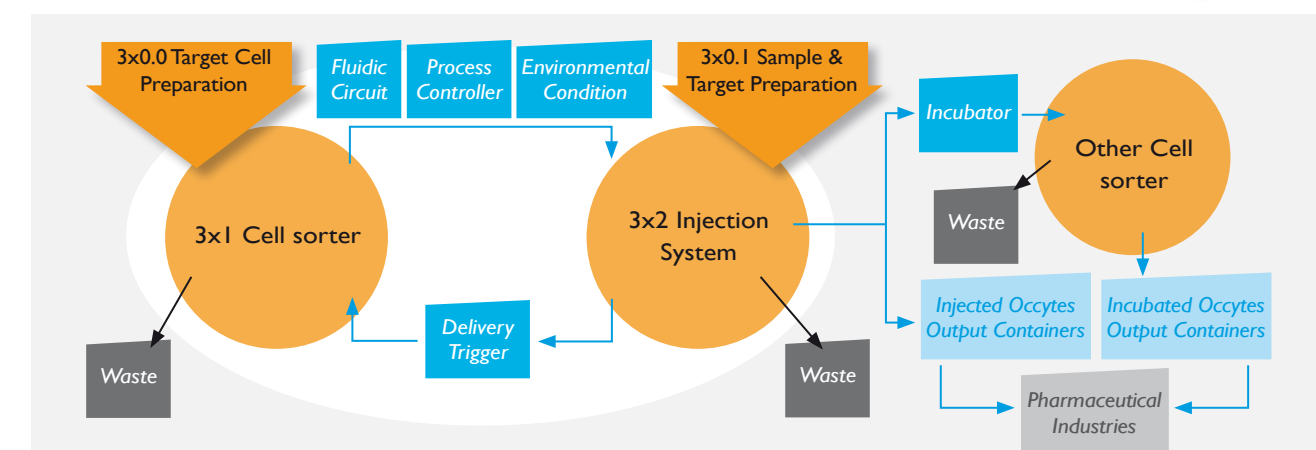 3x0.0 Target Cell
Preparation
Fluidic
Circuit
Process
Controller
Environmental
Condition
3x0.1 Sample &
Target Preparation
Incubator
Other Cell
sorter
Waste
3x1 Cell sorter
3x2 Injection
System
Delivery
Trigger
Injected Occytes
Output Containers
Incubated Occytes
Output Containers
Waste
Waste
Pharmaceutical
Industries